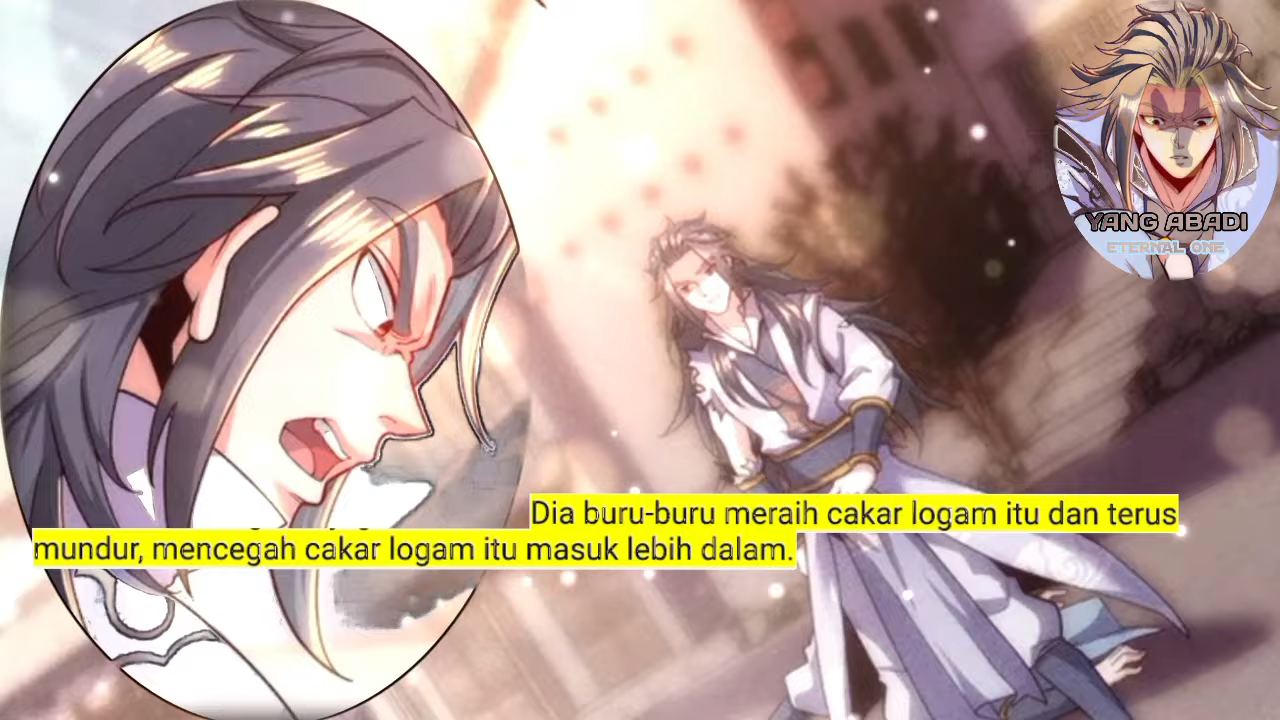 YANG ABADI
ETERNAL ONE
Dia buru-buru meraih cakar logam itu dan terus
mundur, mencegah cakar logam itu masuk lebih dalam.